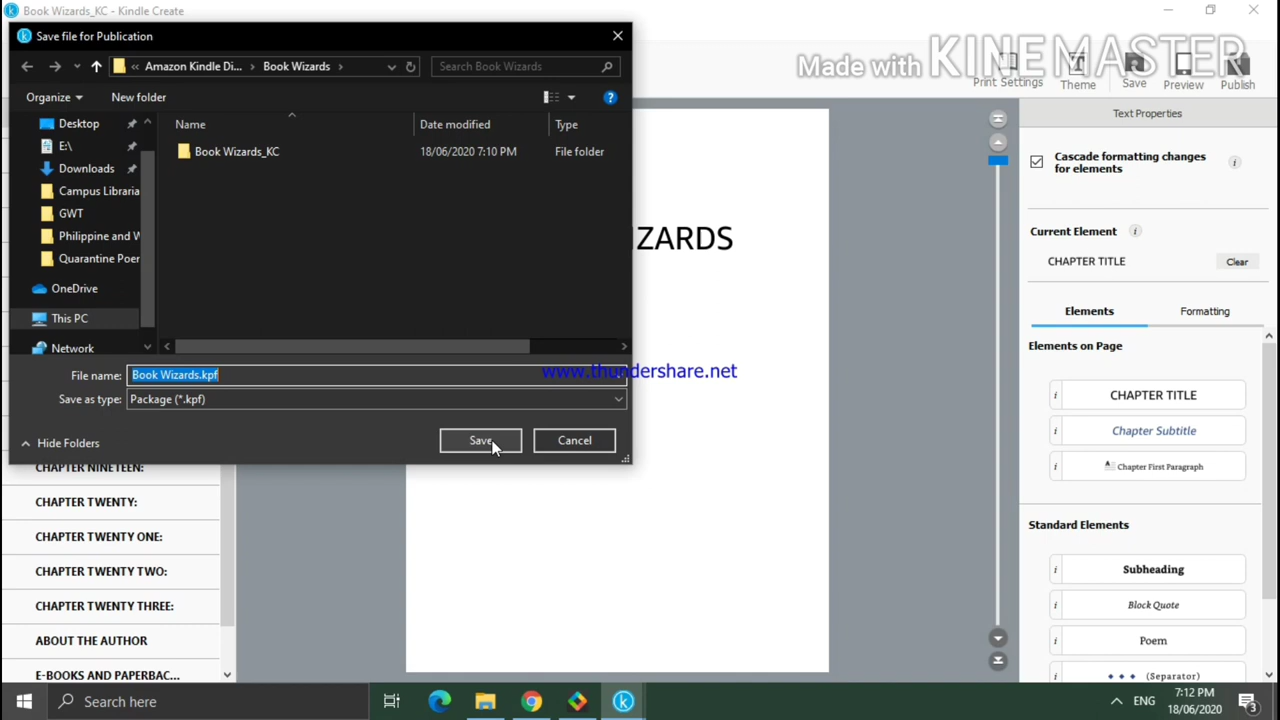 Book Wizards_KC - Kindle Create
Save file for Publication
Made with KINEMASTER
Amazon Kindle Di... Book Wizards
Search Book Wizards
Print Settings Theme Save Preview Publish
Organize New folder
Name Date modified Type
Book Wizards_KC 18/06/2020 7:10 PM File folder
Desktop
E:\
Downloads
Campus Libraria
GWT
Philippine and W
Quarantine Poer
OneDrive
This PC
Network
File name: Book Wizards.kpf
www.thundershare.net
Save as type: Package (*.kpf)
Hide Folders Save Cancel
IZARDS
CHAPTER NINETEEN:
CHAPTER TWENTY:
CHAPTER TWENTY ONE:
CHAPTER TWENTY TWO:
CHAPTER TWENTY THREE:
ABOUT THE AUTHOR
E-BOOKS AND PAPERBAC...
Text Properties
Cascade formatting changes
for elements
Current Element
CHAPTER TITLE Clear
Elements Formatting
Elements on Page
CHAPTER TITLE
Chapter Subtitle
Chapter First Paragraph
Standard Elements
Subheading
Block Quote
Poem
(Separator)
Search here
ENG
7:12 PM
18/06/2020
3